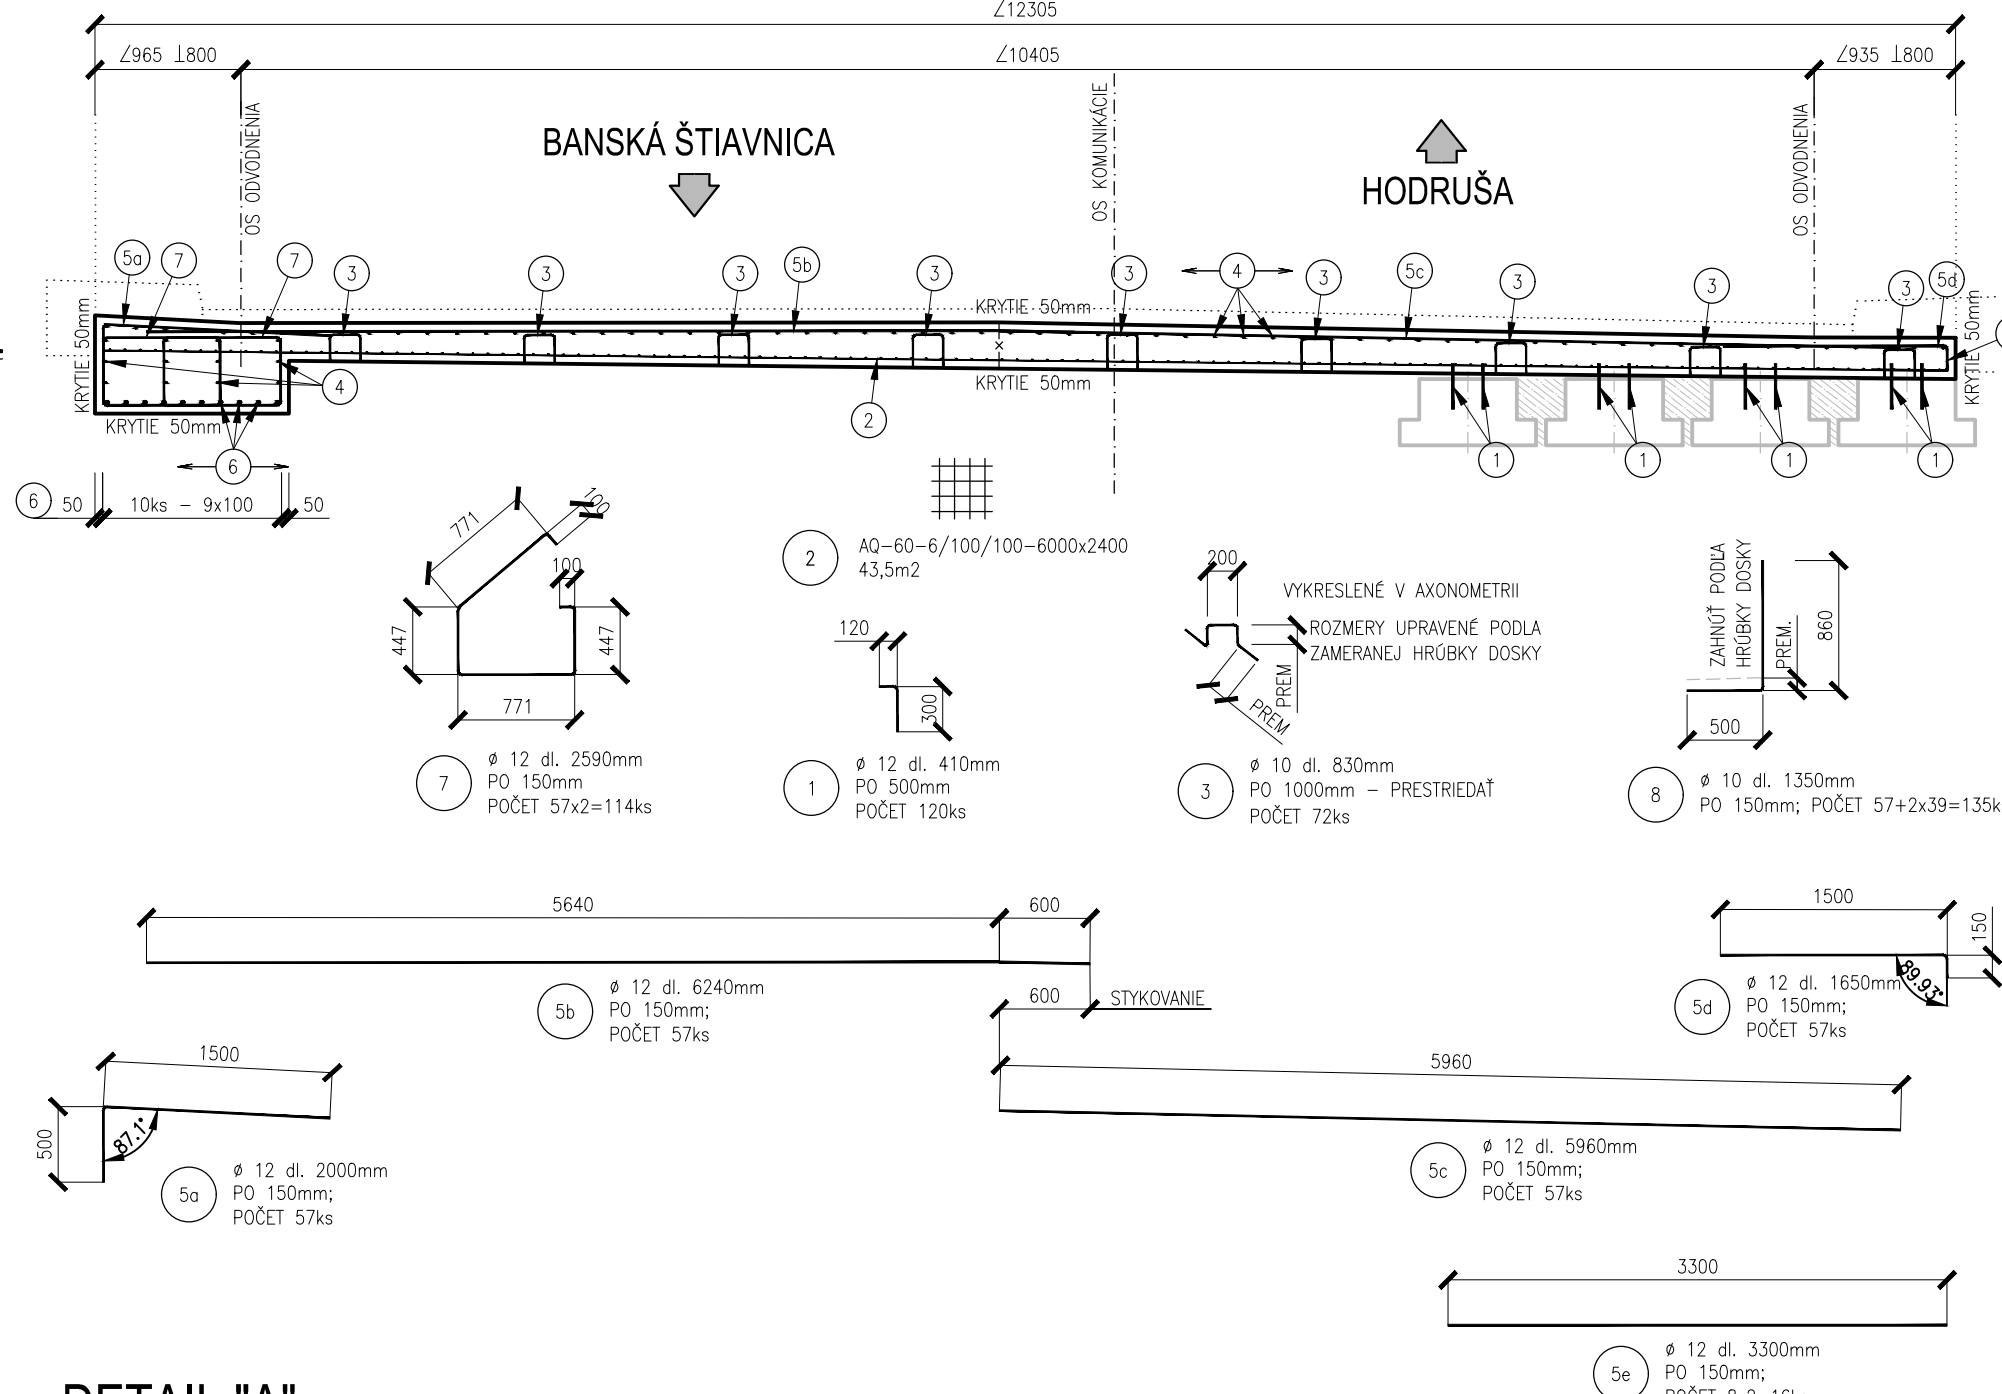 ∠12305
∠965 ⊥800
∠10405
∠935 ⊥800
OS ODVODNENIA
BANSKÁ ŠTIAVNICA
OS KOMUNIKÁCIE
HODRUŠA
OS ODVODNENIA
5a
7
7
3
3
3
5b
3
3
4
3
5c
3
3
3
5d
KRYTIE 50mm
KRYTIE 50mm
KRYTIE 50mm
KRYTIE 50mm
KRYTIE 50mm
4
2
6
1
1
1
1
6
50
10ks – 9x100
50
771
100
100
447
447
771
7
ø 12 dl. 2590mm
PO 150mm
POČET 57x2=114ks
2
AQ–60–6/100/100–6000x2400
43,5m2
120
300
1
ø 12 dl. 410mm
PO 500mm
POČET 120ks
200
VYKRESLENÉ V AXONOMETRII
ROZMERY UPRAVENÉ PODLA
ZAMERANEJ HRÚBKY DOSKY
PREM
PREM
3
ø 10 dl. 830mm
PO 1000mm – PRESTRIEDAŤ
POČET 72ks
ZAHNÚŤ PODĽA
HRÚBKY DOSKY
PREM.
860
500
8
ø 10 dl. 1350mm
PO 150mm; POČET 57+2x39=135k
5640
600
5b
ø 12 dl. 6240mm
PO 150mm;
POČET 57ks
600
STYKOVANIE
1500
150
89.93°
5d
ø 12 dl. 1650mm
PO 150mm;
POČET 57ks
1500
500
87.1°
5a
ø 12 dl. 2000mm
PO 150mm;
POČET 57ks
5960
5c
ø 12 dl. 5960mm
PO 150mm;
POČET 57ks
3300
5e
ø 12 dl. 3300mm
PO 150mm;
DETAIL "A"